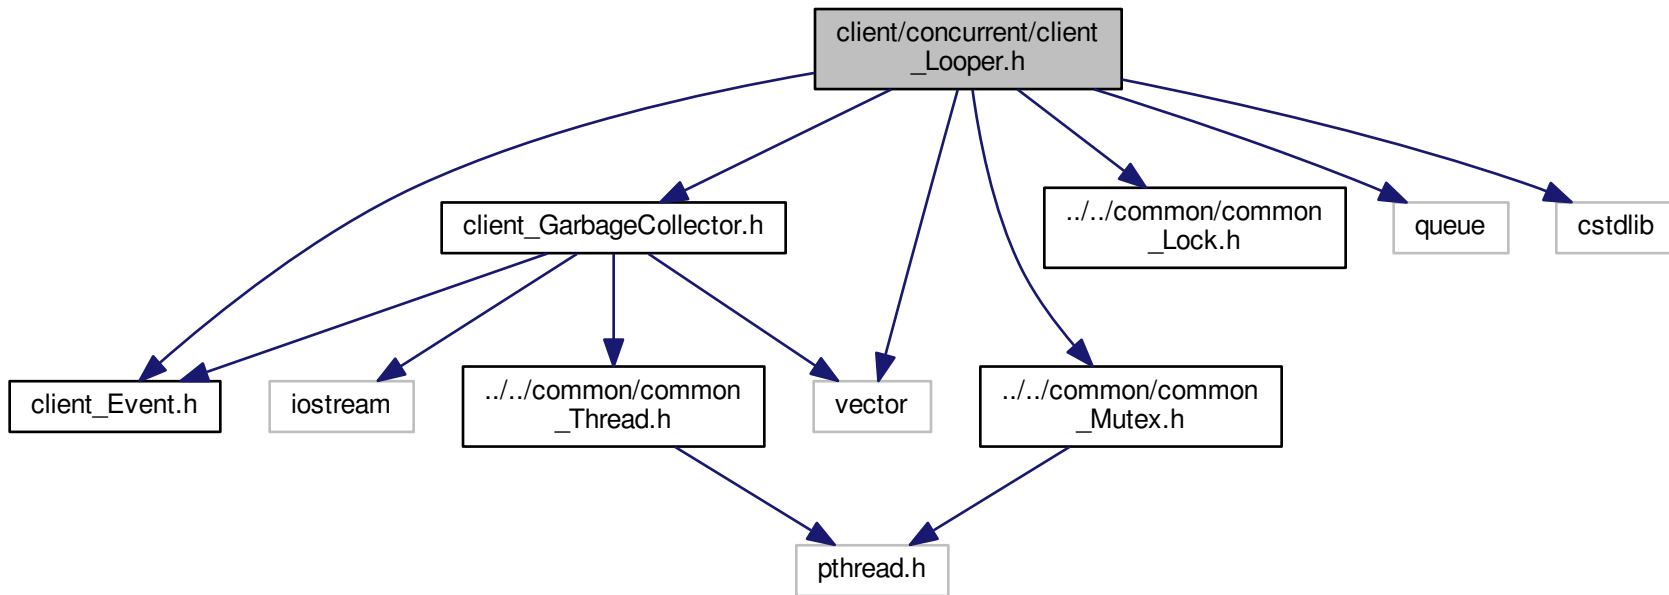 client/concurrent/client
_Looper.h
client_GarbageCollector.h
../../common/common
_Lock.h
queue
cstdlib
client_Event.h
iostream
../../common/common
_Thread.h
vector
../../common/common
_Mutex.h
pthread.h